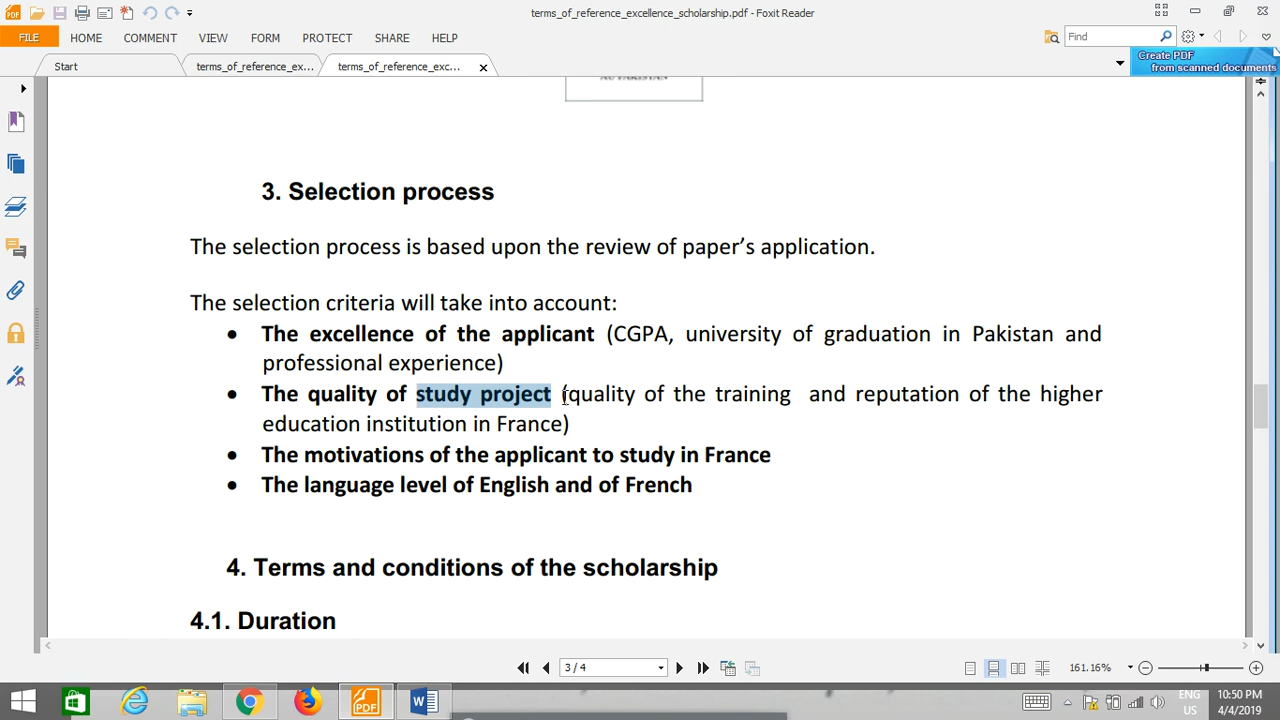 terms_of_reference_excellence_scholarship.pdf - Foxit Reader
FILE HOME COMMENT VIEW FORM PROTECT SHARE HELP Find
Start terms_of_reference_ex... terms_of_reference_exc...
Create PDF
from scanned documents
AU PAKISTAN
3. Selection process
The selection process is based upon the review of paper’s application.
The selection criteria will take into account:
• The excellence of the applicant (CGPA, university of graduation in Pakistan and
professional experience)
• The quality of study project (quality of the training and reputation of the higher
education institution in France)
• The motivations of the applicant to study in France
• The language level of English and of French
4. Terms and conditions of the scholarship
4.1. Duration
3 / 4 161.16%
ENG 10:50 PM
US 4/4/2019